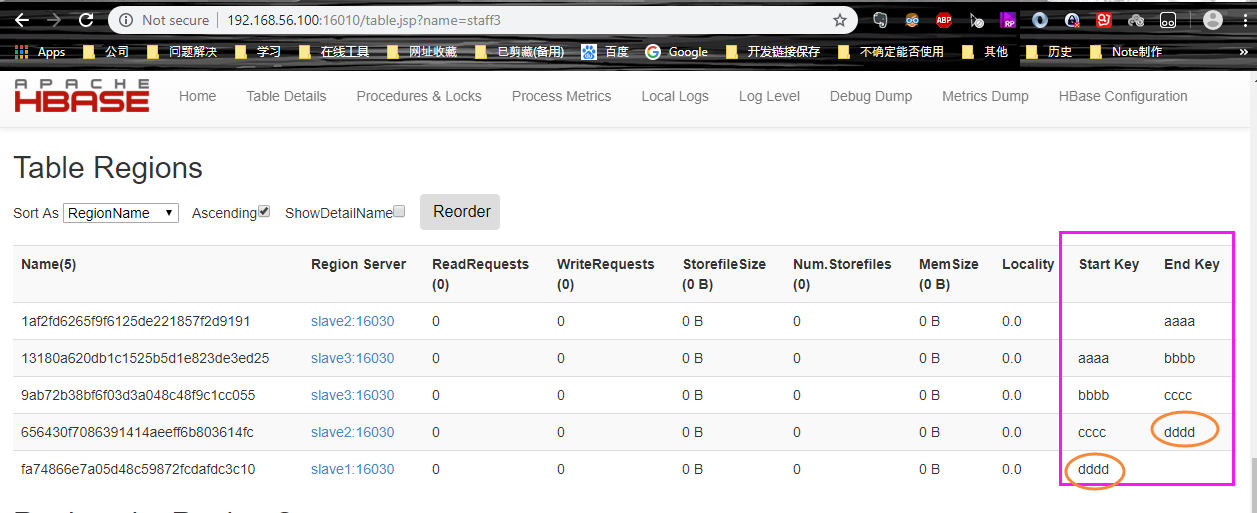 Not secure | 192.168.56.100:16010/table.jsp?name=staff3
Apps 公司 问题解决 学习 在线工具 网址收藏 已剪藏(备用) 百度 Google 开发链接保存 不确定能否使用 其他 历史 Note制作 »
APACHE
HBASE
Home Table Details Procedures & Locks Process Metrics Local Logs Log Level Debug Dump Metrics Dump HBase Configuration
Table Regions
Sort As RegionName Ascending ShowDetailName Reorder
Name(5) Region Server ReadRequests (0) WriteRequests (0) StorefileSize (0 B) Num.Storefiles (0) MemSize (0 B) Locality Start Key End Key
1af2fd6265f9f6125de221857f2d9191 slave2:16030 0 0 0 B 0 0 B 0.0 aaaa
13180a620db1c1525b5d1e823de3ed25 slave3:16030 0 0 0 B 0 0 B 0.0 aaaa bbbb
9ab72b38bf6f03d3a048c48f9c1cc055 slave3:16030 0 0 0 B 0 0 B 0.0 bbbb cccc
656430f7086391414aeeff6b803614fc slave2:16030 0 0 0 B 0 0 B 0.0 cccc dddd
fa74866e7a05d48c59872fcdafdc3c10 slave1:16030 0 0 0 B 0 0 B 0.0 dddd